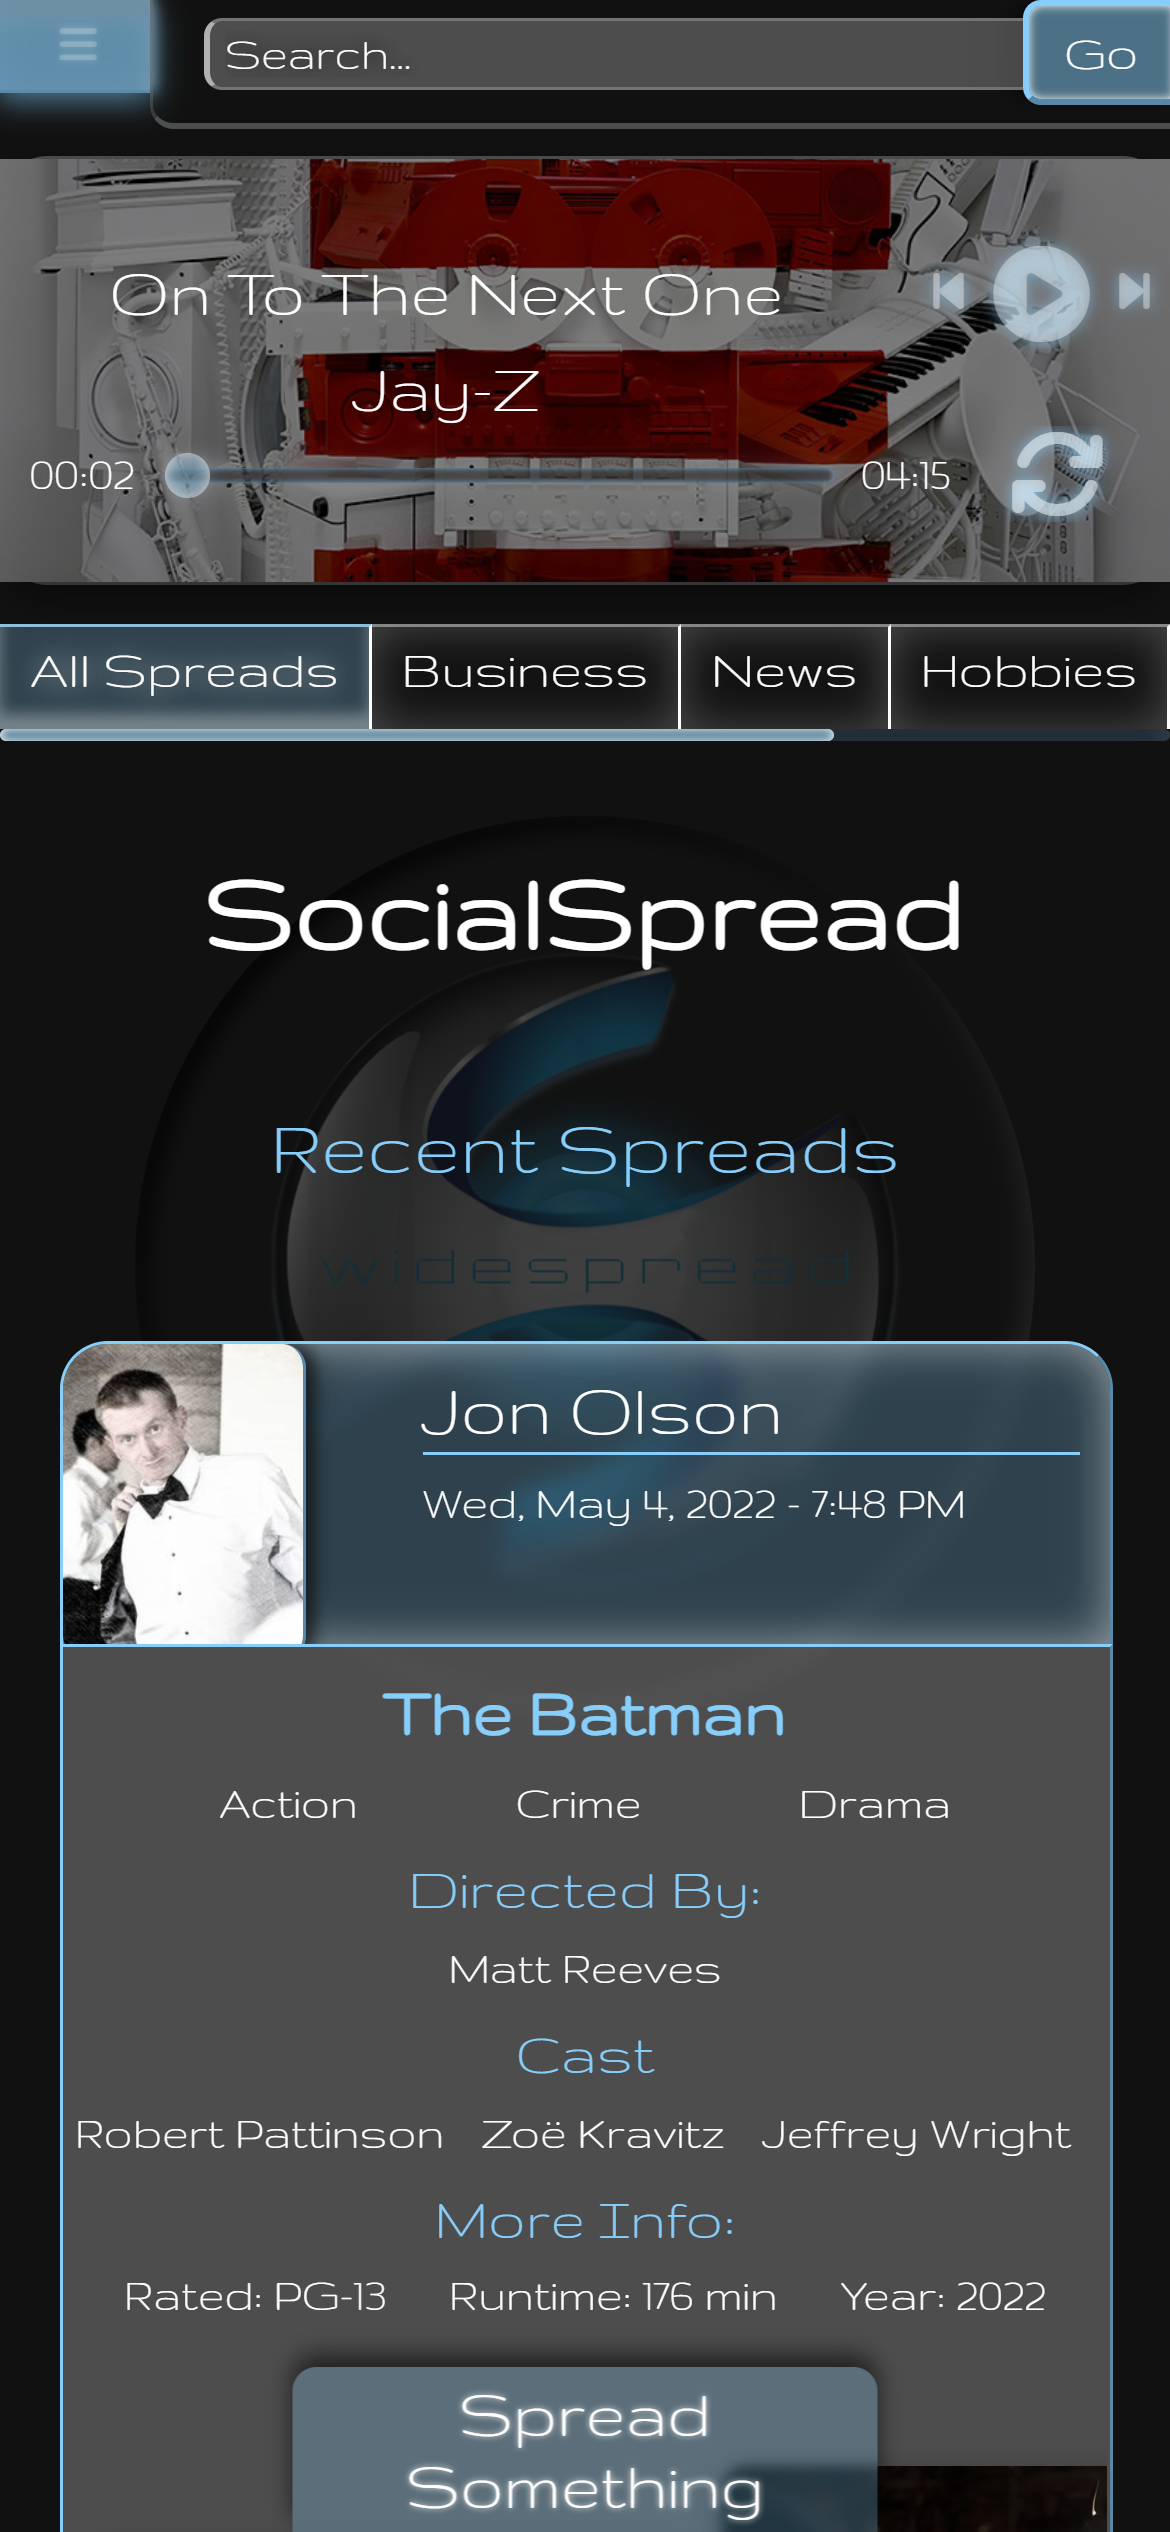 Search...
Go
On To The Next One
Jay-Z
00:02
04:15
All Spreads
Business
News
Hobbies
SocialSpread
Recent Spreads
widespread
Jon Olson
Wed, May 4, 2022 - 7:48 PM
The Batman
Action
Crime
Drama
Directed By:
Matt Reeves
Cast
Robert Pattinson
Zoë Kravitz
Jeffrey Wright
More Info:
Rated: PG-13
Runtime: 176 min
Year: 2022
Spread
Something